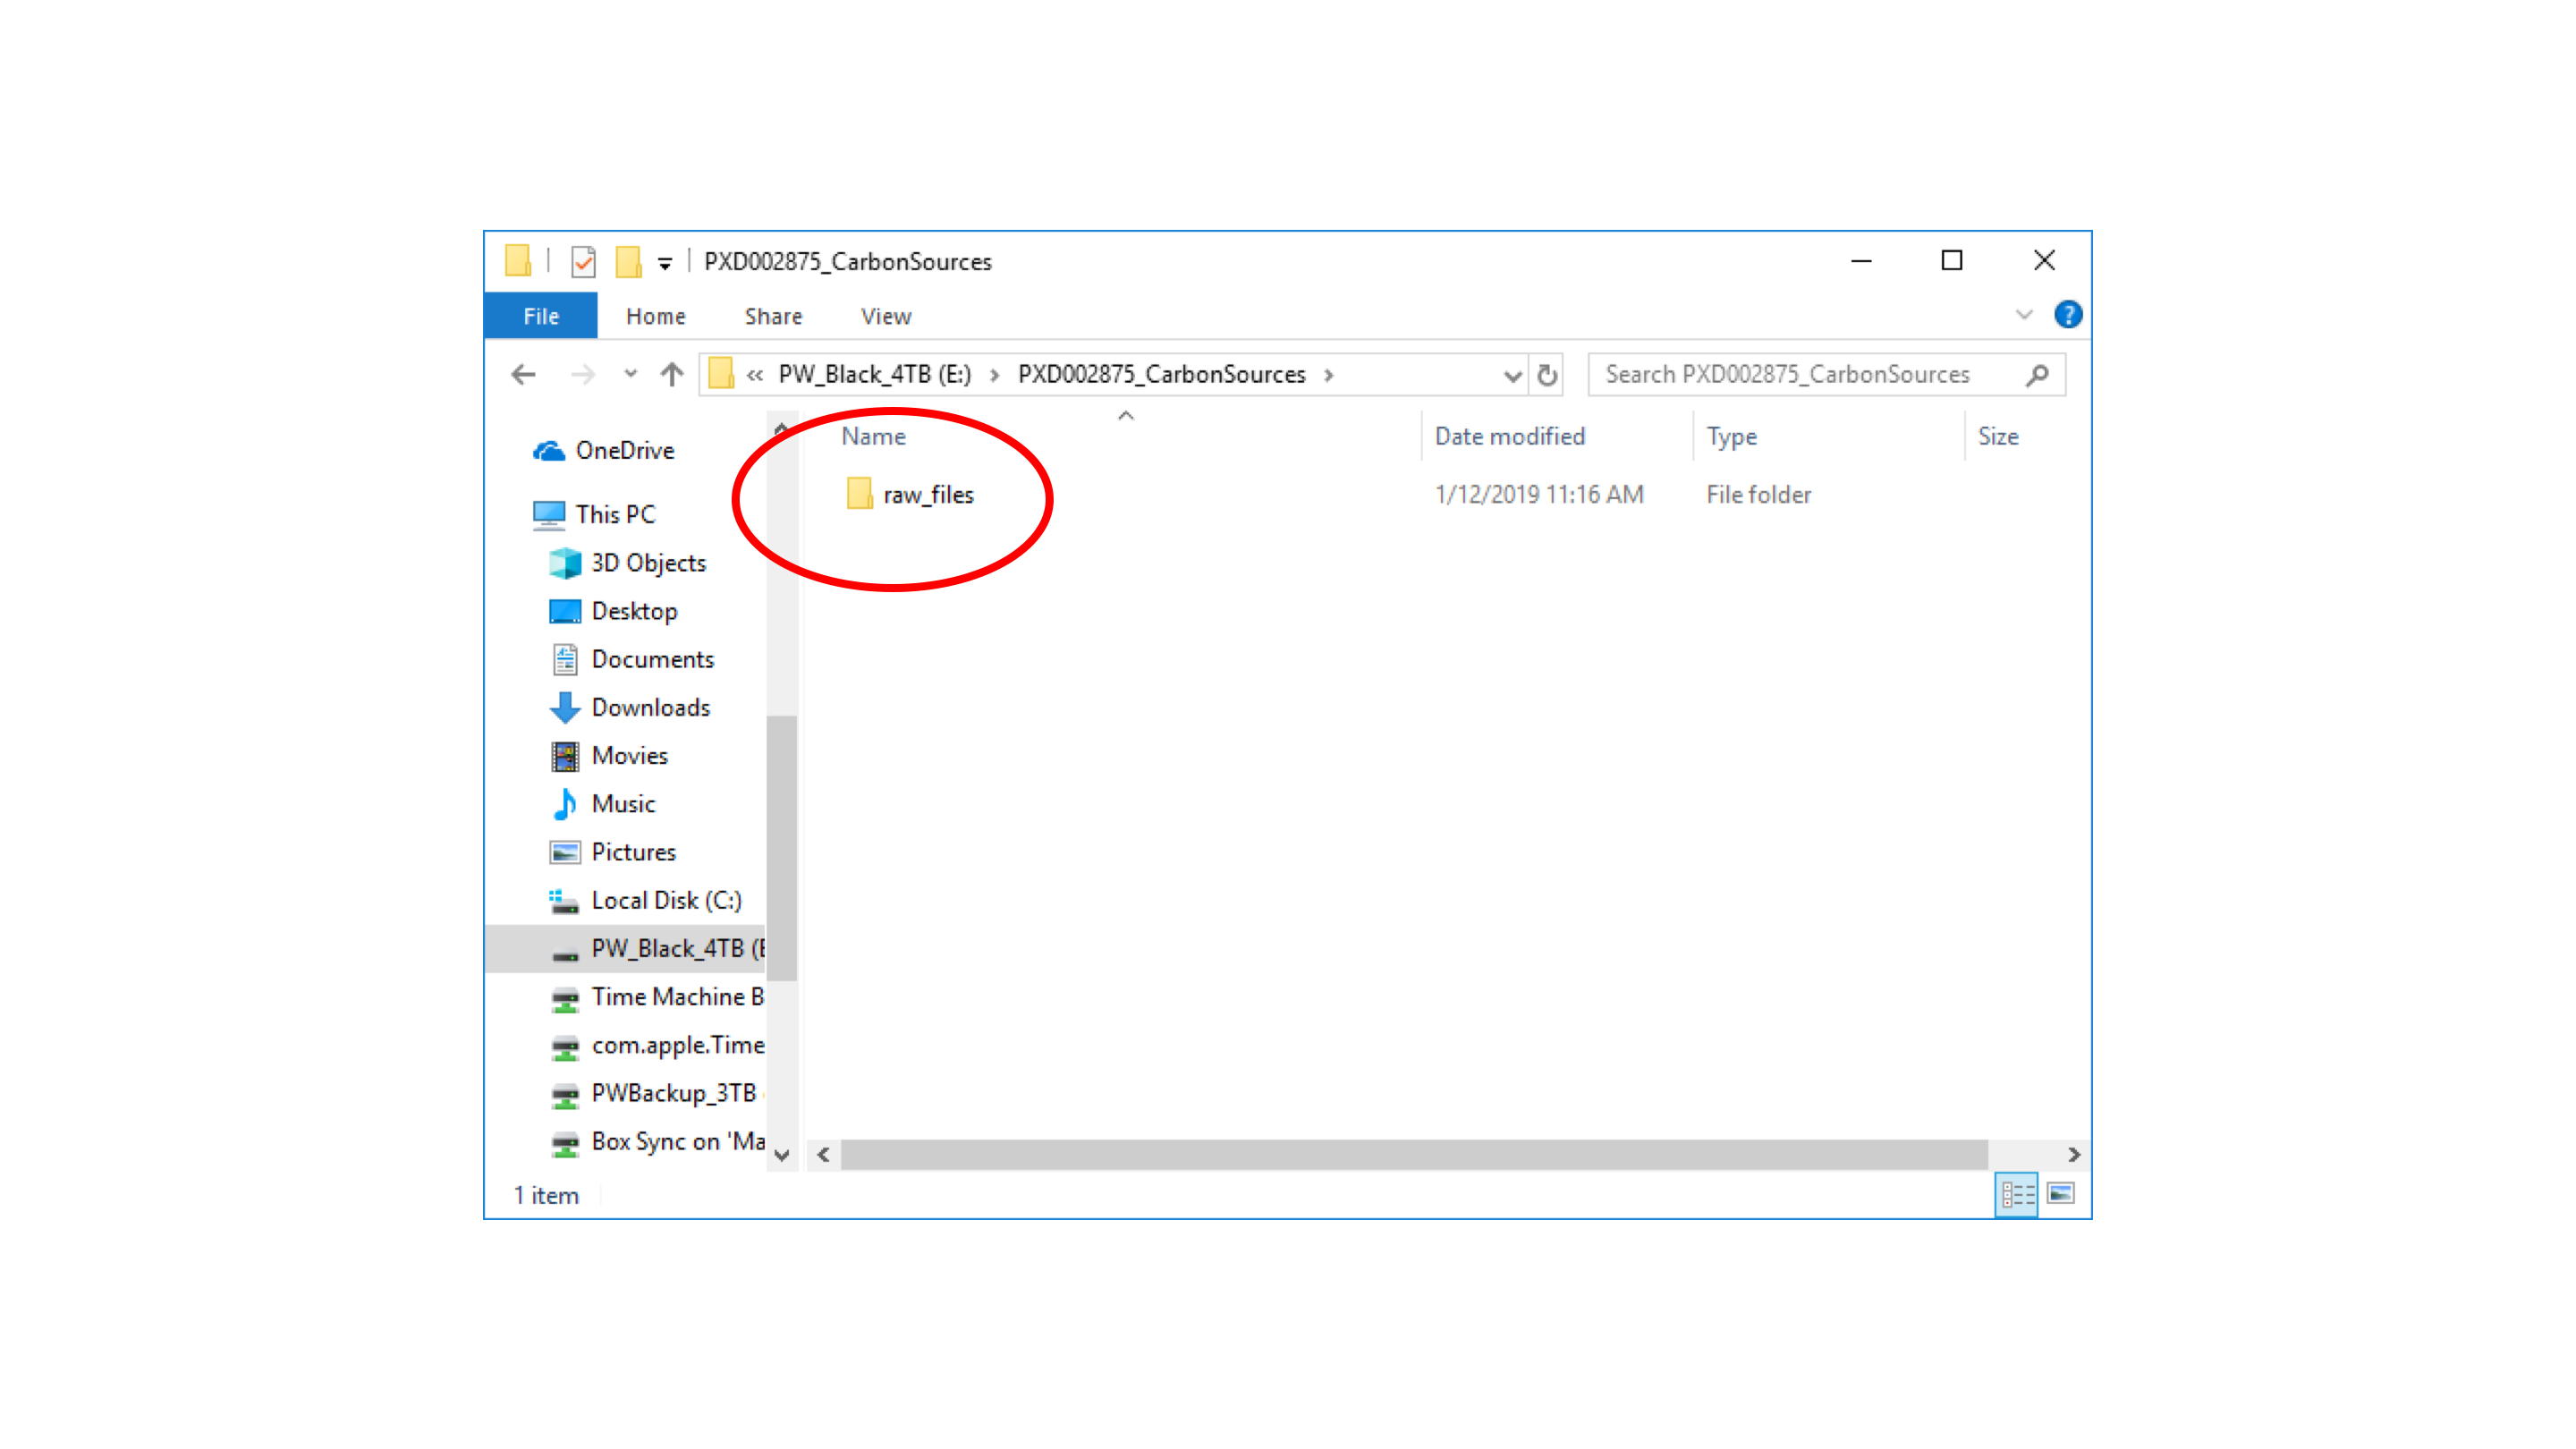 PXD002875_CarbonSources
File Home Share View
« PW_Black_4TB (E:) > PXD002875_CarbonSources >
Search PXD002875_CarbonSources
Name Date modified Type Size
raw_files 1/12/2019 11:16 AM File folder
OneDrive
This PC
3D Objects
Desktop
Documents
Downloads
Movies
Music
Pictures
Local Disk (C:)
PW_Black_4TB (E
Time Machine B
com.apple.Time
PWBackup_3TB
Box Sync on 'Ma
1 item